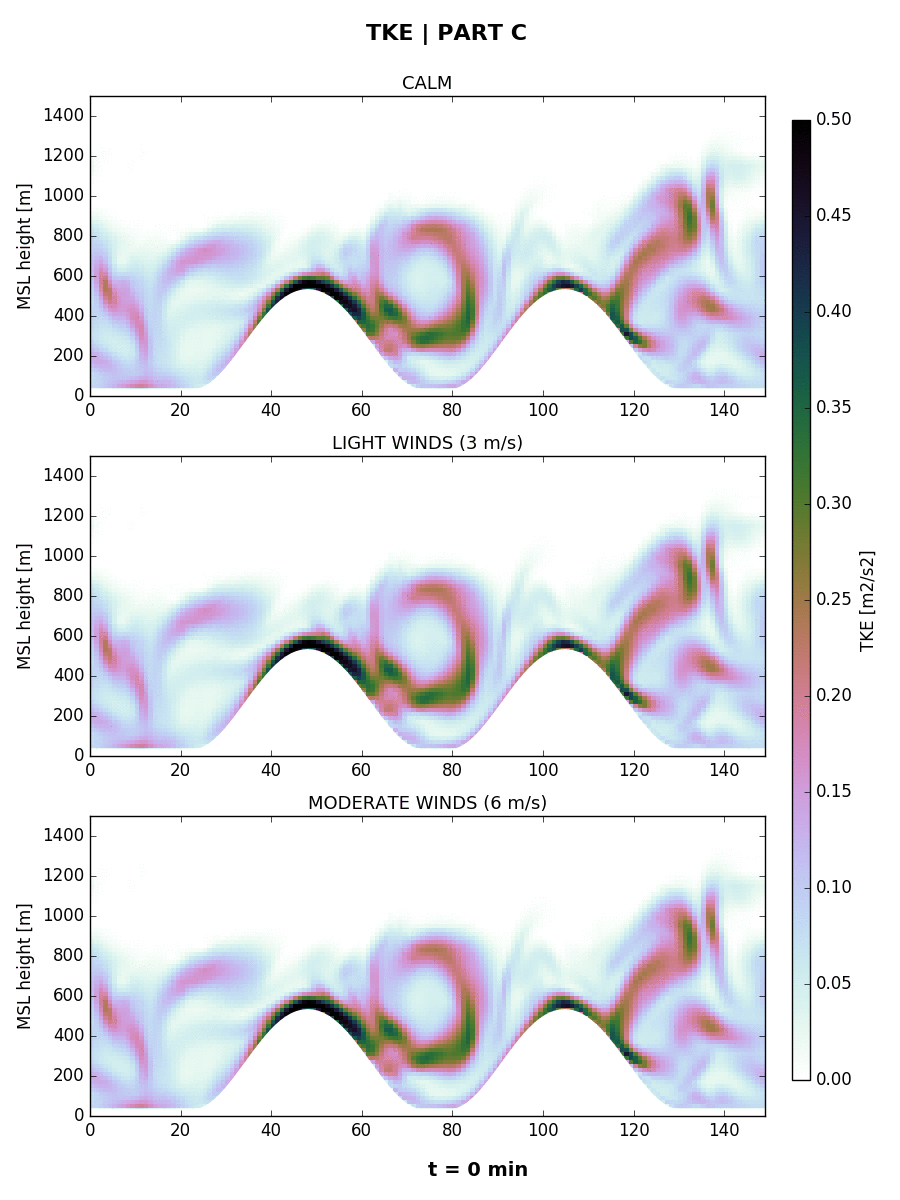 TKE | PART C
CALM
MSL height [m]
1400
1200
1000
800
600
400
200
0
0 20 40 60 80 100 120 140
LIGHT WINDS (3 m/s)
MSL height [m]
1400
1200
1000
800
600
400
200
0
0 20 40 60 80 100 120 140
MODERATE WINDS (6 m/s)
MSL height [m]
1400
1200
1000
800
600
400
200
0
0 20 40 60 80 100 120 140
t = 0 min
0.50
0.45
0.40
0.35
0.30
0.25
0.20
0.15
0.10
0.05
0.00
TKE [m2/s2]